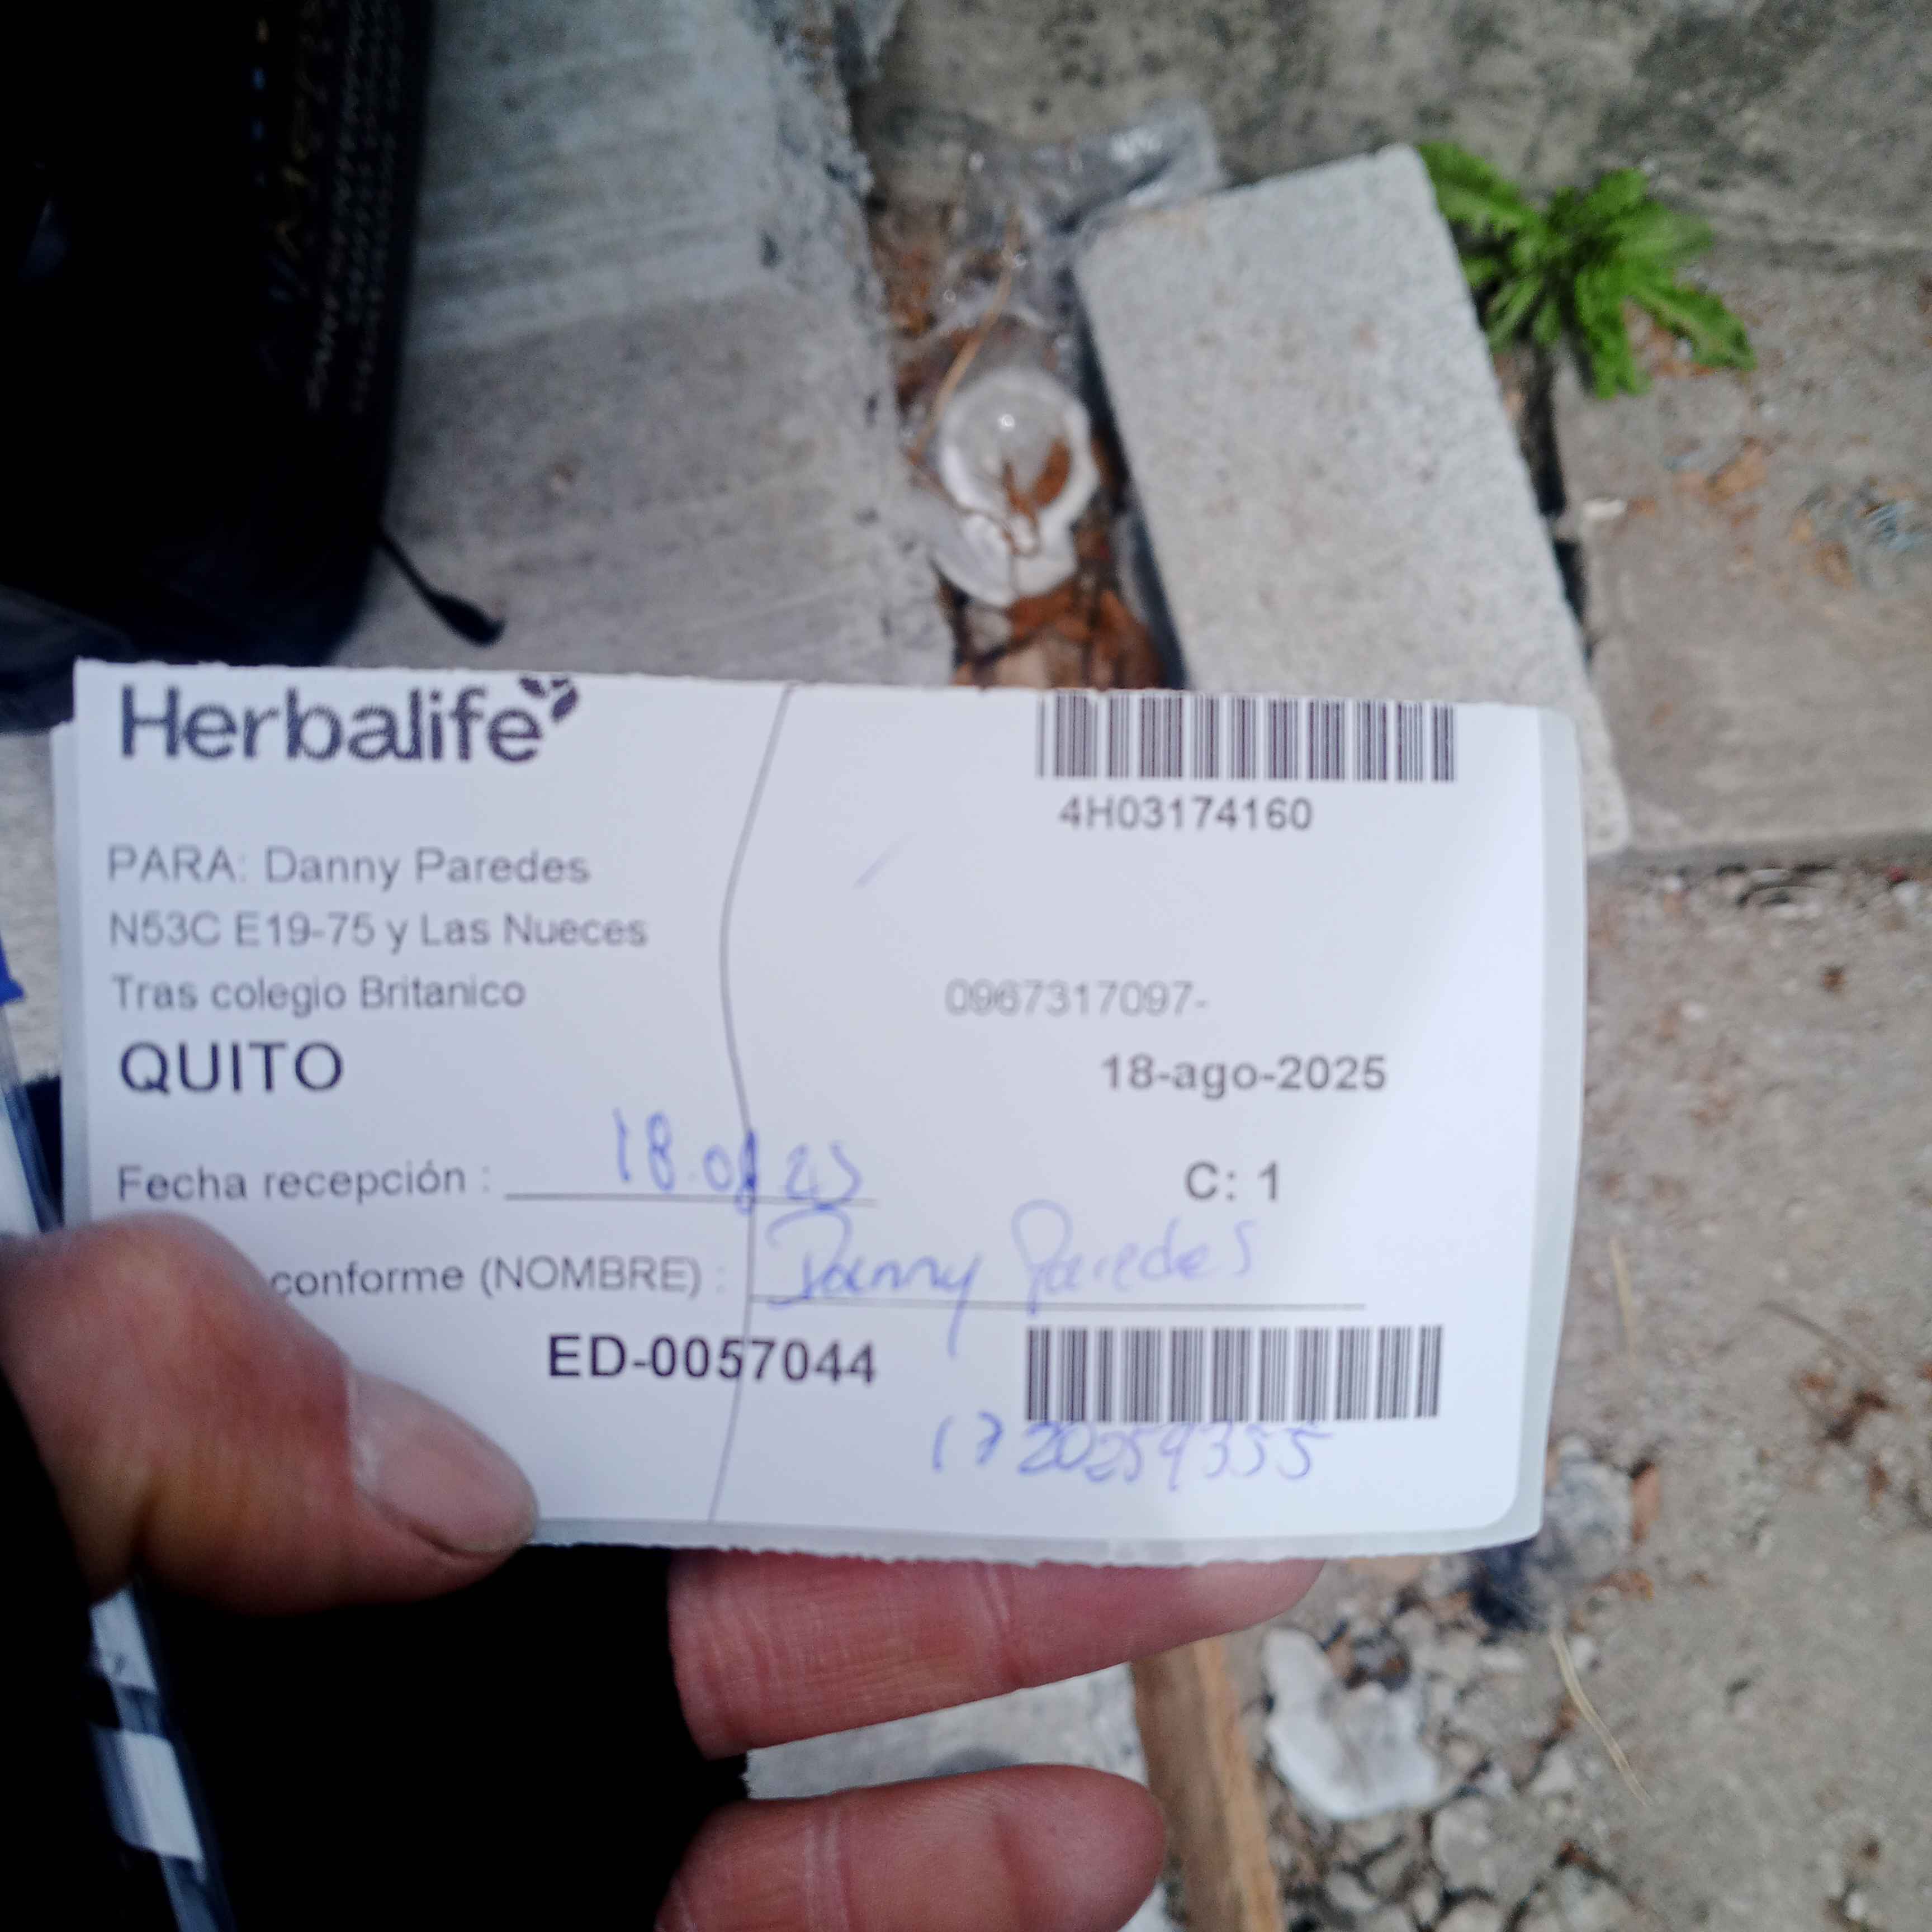 Herbalife
4H03174160
PARA: Danny Paredes
N53C E19-75 y Las Nueces
Tras colegio Britanico
0967317097-
QUITO
18-ago-2025
Fecha recepción : 18.08 25
C: 1
conforme (NOMBRE) : Danny Paredes
ED-0057044
1720259355